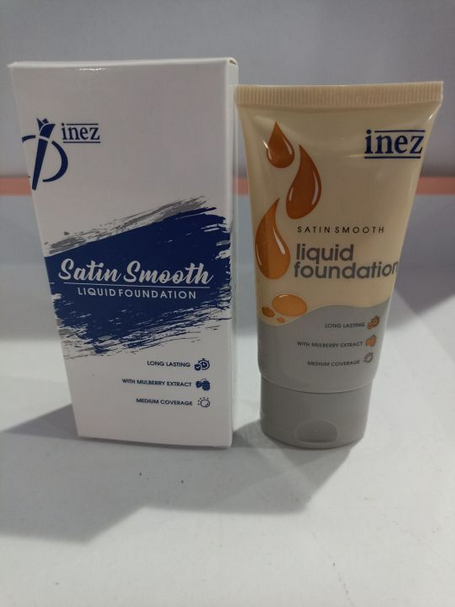 inez
Satin Smooth
LIQUID FOUNDATION
LONG LASTING
WITH MULBERRY EXTRACT
MEDIUM COVERAGE
inez
SATIN SMOOTH
liquid
foundation
LONG LASTING
WITH MULBERRY EXTRACT
MEDIUM COVERAGE